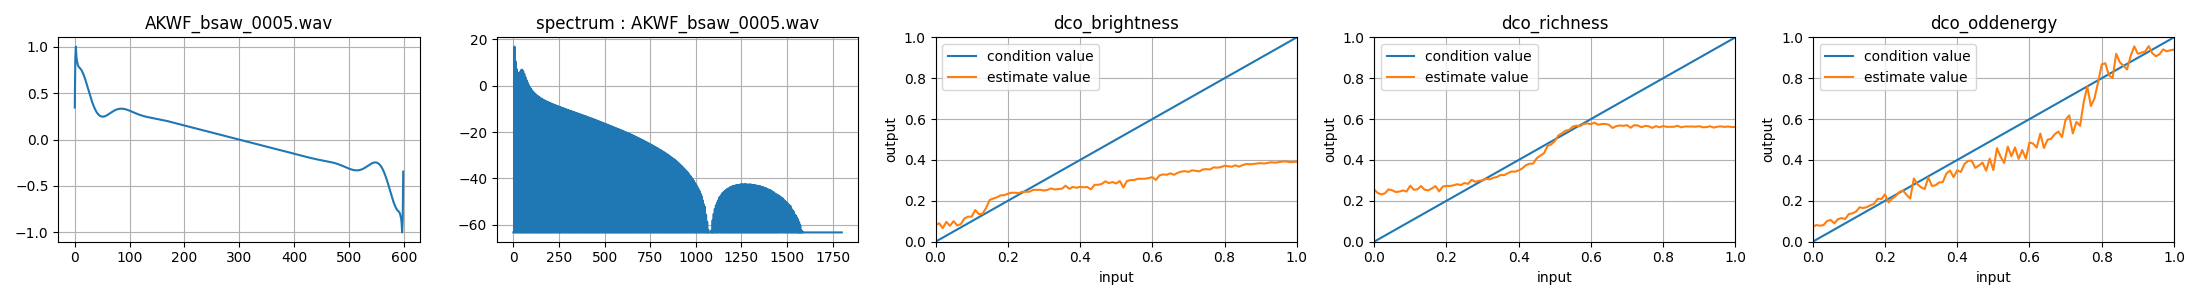 AKWF_bsaw_0005.wav
1.0
0.5
0.0
−0.5
−1.0
0 100 200 300 400 500 600
spectrum : AKWF_bsaw_0005.wav
20
0
−20
−40
−60
0 250 500 750 1000 1250 1500 1750
dco_brightness
condition value
estimate value
output
1.0
0.8
0.6
0.4
0.2
0.0
0.0 0.2 0.4 0.6 0.8 1.0
input
dco_richness
condition value
estimate value
output
1.0
0.8
0.6
0.4
0.2
0.0
0.0 0.2 0.4 0.6 0.8 1.0
input
dco_oddenergy
condition value
estimate value
output
1.0
0.8
0.6
0.4
0.2
0.0
0.0 0.2 0.4 0.6 0.8 1.0
input